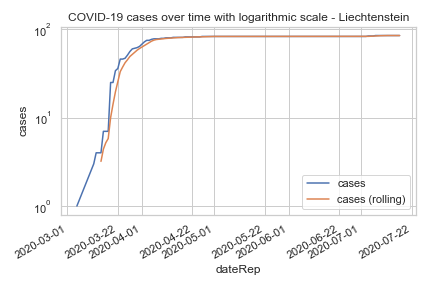 COVID-19 cases over time with logarithmic scale - Liechtenstein
10²
10¹
10⁰
cases
cases
cases (rolling)
2020-03-01
2020-03-22
2020-04-01
2020-04-22
2020-05-01
2020-05-22
2020-06-01
2020-06-22
2020-07-01
2020-07-22
dateRep